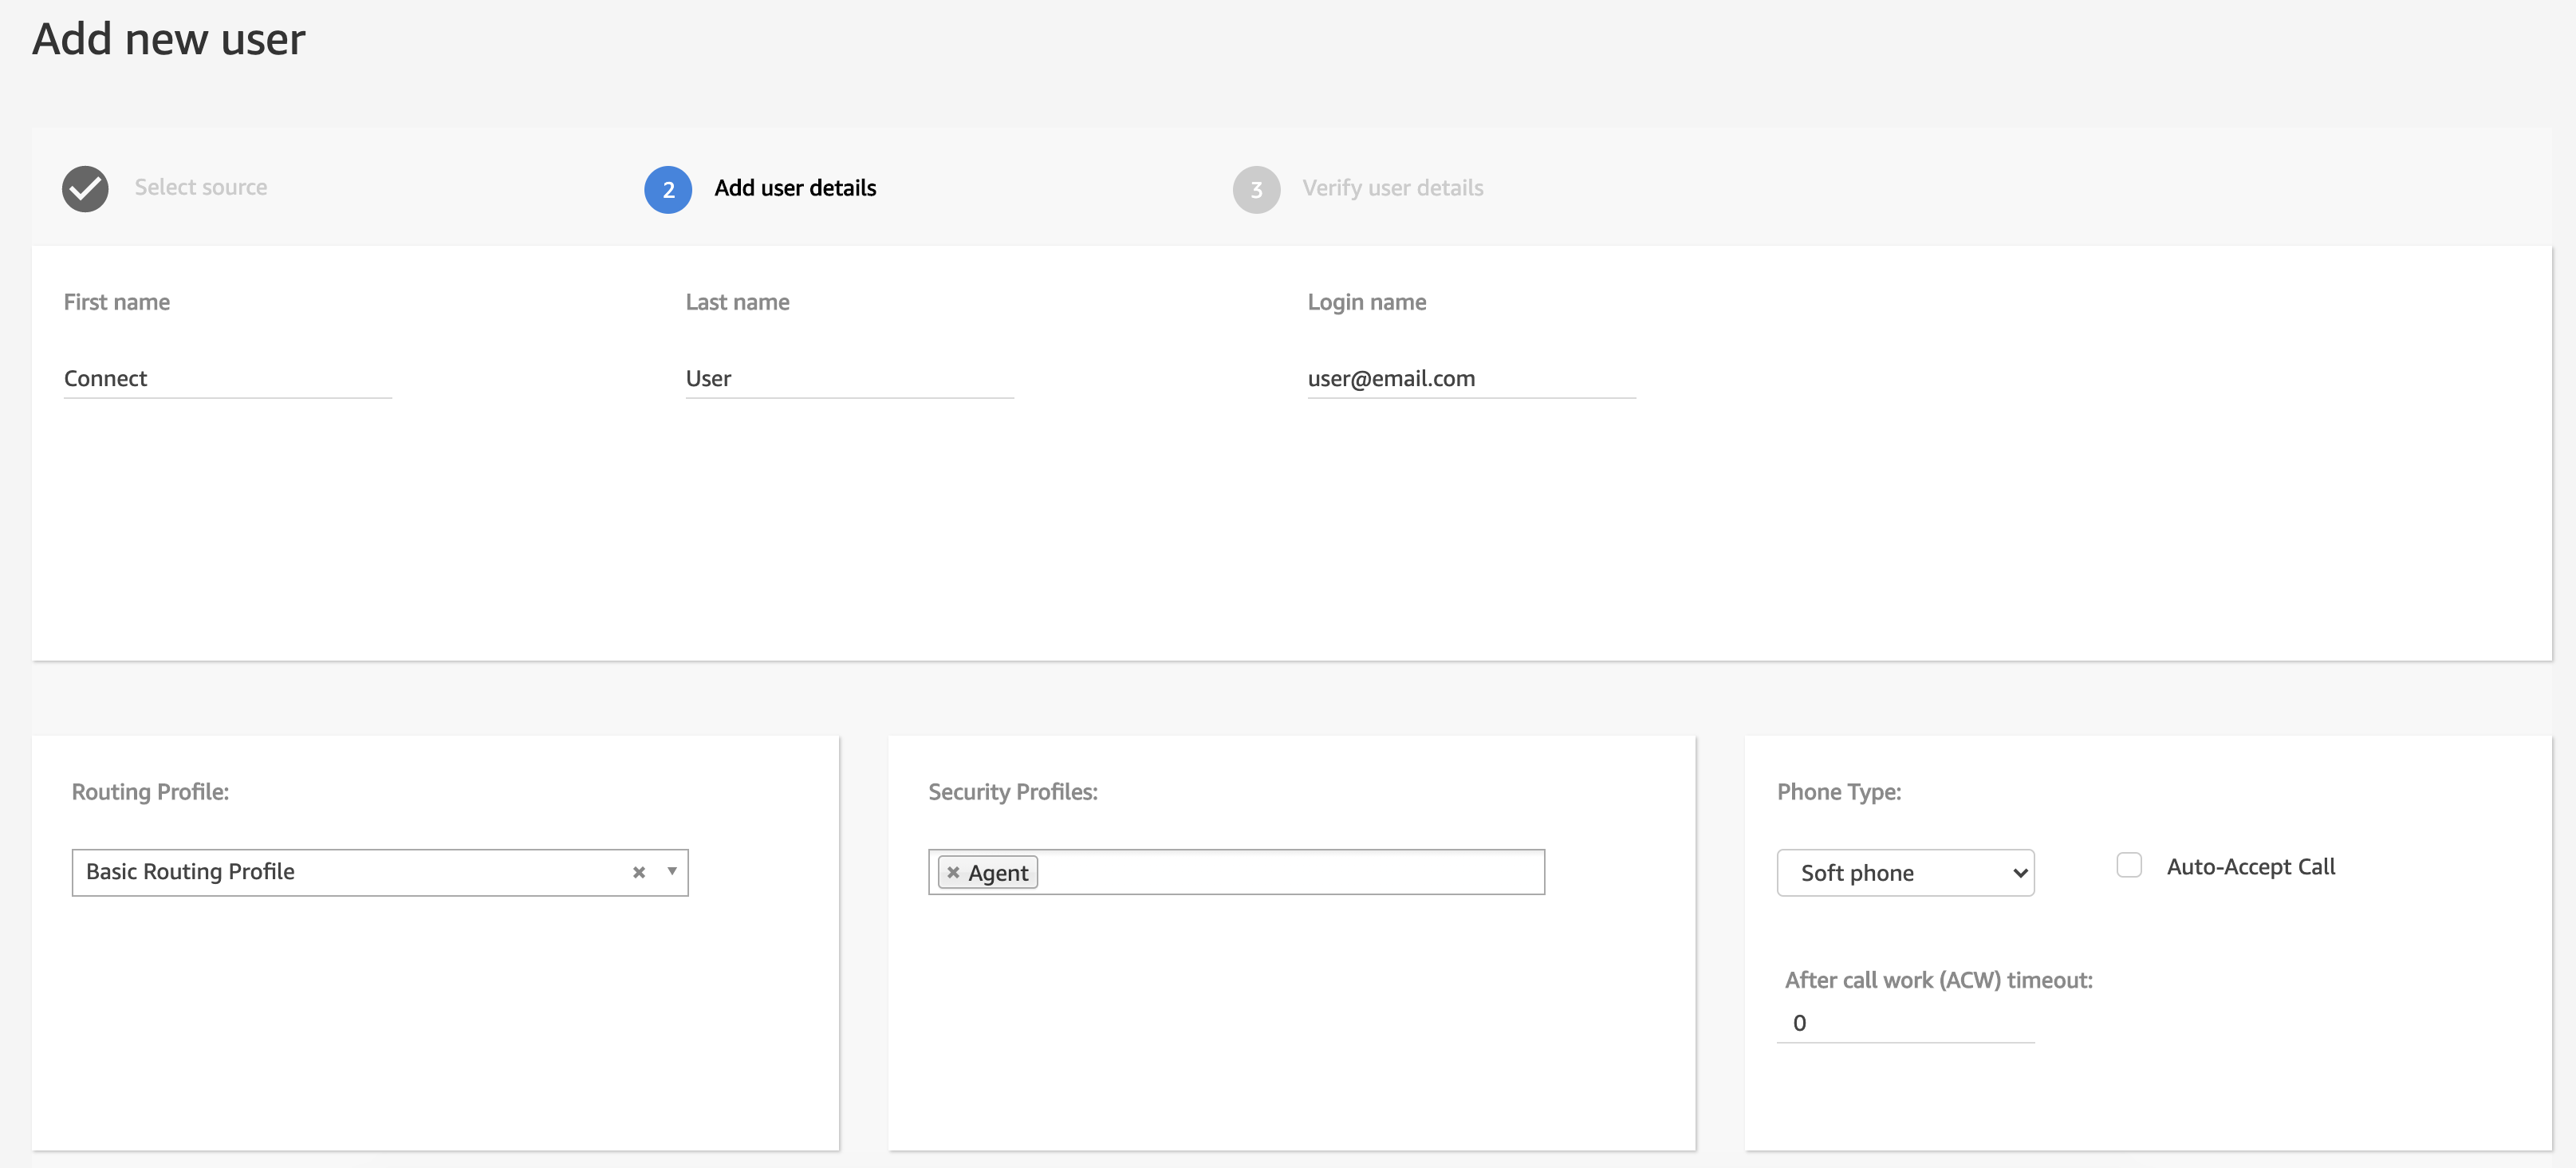 Add new user
Select source
2 Add user details
3 Verify user details
First name
Last name
Login name
Connect
User
user@email.com
Routing Profile:
Security Profiles:
Phone Type:
Basic Routing Profile
Agent
Soft phone
Auto-Accept Call
After call work (ACW) timeout:
0